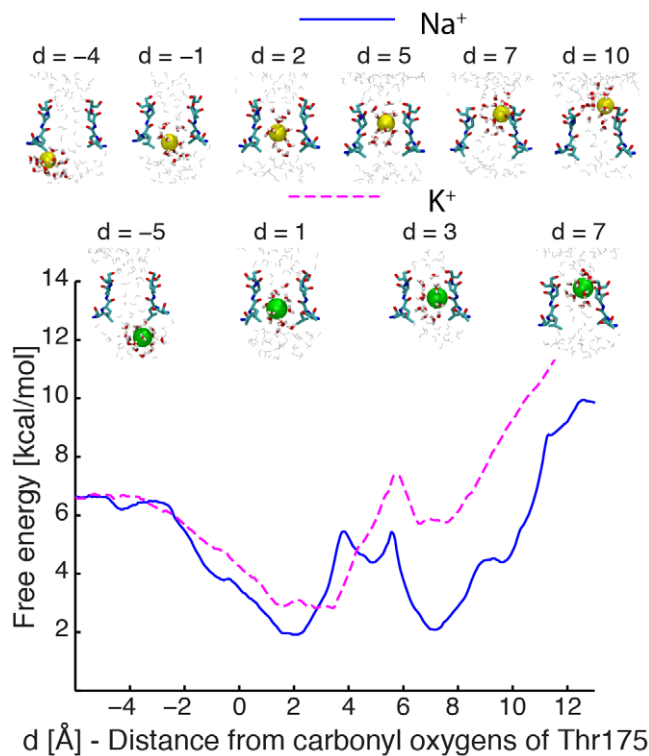 Na⁺
d = −4 d = −1 d = 2 d = 5 d = 7 d = 10
K⁺
d = −5 d = 1 d = 3 d = 7
14
12
10
8
6
4
2
Free energy [kcal/mol]
−4 −2 0 2 4 6 8 10 12
d [Å] - Distance from carbonyl oxygens of Thr175